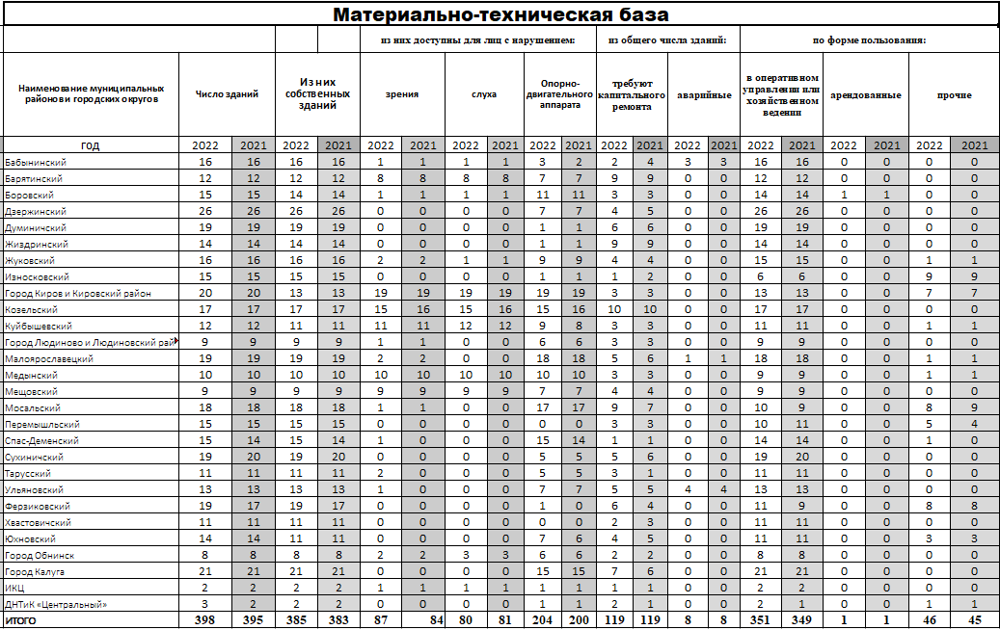 Материально-техническая база
из них доступны для лиц с нарушением: из общего числа зданий: по форме пользования:
Наименование муниципальных районови городских округов Число зданий Из них собственных зданий зрения слуха Опорно-двигательного аппарата требуют капитального ремонта аварийные в оперативном управлении или хозяйственном ведении арендованные прочие
год 2022 2021 2022 2021 2022 2021 2022 2021 2022 2021 2022 2021 2022 2021 2022 2021 2022 2021 2022 2021
Бабынинский 16 16 16 16 1 1 1 1 3 2 2 4 3 3 16 16 0 0 0 0
Барятинский 12 12 12 12 8 8 8 8 7 7 9 9 0 0 12 12 0 0 0 0
Боровский 15 15 14 14 1 1 1 1 11 11 3 3 0 0 14 14 1 1 0 0
Дзержинский 26 26 26 26 0 0 0 0 7 7 4 5 0 0 26 26 0 0 0 0
Думиничский 19 19 19 19 0 0 0 0 1 1 6 6 0 0 19 19 0 0 0 0
Жиздринский 14 14 14 14 0 0 0 0 1 1 9 9 0 0 14 14 0 0 0 0
Жуковский 16 16 16 16 2 2 1 1 9 9 4 4 0 0 15 15 0 0 1 1
Износковский 15 15 15 15 0 0 0 0 1 1 1 2 0 0 6 6 0 0 9 9
Город Киров и Кировский район 20 20 13 13 19 19 19 19 19 19 3 3 0 0 13 13 0 0 7 7
Козельский 17 17 17 17 15 16 15 16 15 16 10 10 0 0 17 17 0 0 0 0
Куйбышевский 12 12 11 11 11 11 12 12 9 8 3 3 0 0 11 11 0 0 1 1
Город Людиново и Людиновский рай 9 9 9 9 1 1 0 0 6 6 3 3 0 0 9 9 0 0 0 0
Малоярославецкий 19 19 19 19 2 2 0 0 18 18 5 6 1 1 18 18 0 0 1 1
Медынский 10 10 10 10 10 10 10 10 10 10 3 3 0 0 9 9 0 0 1 1
Мещовский 9 9 9 9 9 9 9 9 7 7 4 4 0 0 9 9 0 0 0 0
Мосальский 18 18 18 18 1 1 0 0 17 17 9 7 0 0 10 9 0 0 8 9
Перемышльский 15 15 15 15 0 0 0 0 0 0 3 3 0 0 10 11 0 0 5 4
Спас-Деменский 15 14 15 14 1 0 0 0 15 14 1 1 0 0 14 14 0 0 1 0
Сухиничский 19 20 19 20 0 0 0 0 5 5 5 6 0 0 19 20 0 0 0 0
Тарусский 11 11 11 11 2 0 0 0 5 5 3 1 0 0 11 11 0 0 0 0
Ульяновский 13 13 13 13 1 0 0 0 7 7 5 5 4 4 13 13 0 0 0 0
Ферзиковский 19 17 19 17 0 0 0 0 1 0 6 4 0 0 11 9 0 0 8 8
Хвастовичский 11 11 11 11 0 0 0 0 0 0 2 3 0 0 11 11 0 0 0 0
Юхновский 14 14 11 11 0 0 0 0 7 6 4 5 0 0 11 11 0 0 3 3
Город Обнинск 8 8 8 8 2 2 3 3 6 6 2 2 0 0 8 8 0 0 0 0
Город Калуга 21 21 21 21 0 0 0 0 15 15 7 6 0 0 21 21 0 0 0 0
ИКЦ 2 2 2 2 1 1 1 1 1 1 1 1 0 0 2 2 0 0 0 0
ДНТиК «Центральный» 3 2 2 2 0 0 0 0 1 1 2 1 0 0 2 1 0 0 1 1
ИТОГО 398 395 385 383 87 84 80 81 204 200 119 119 8 8 351 349 1 1 46 45